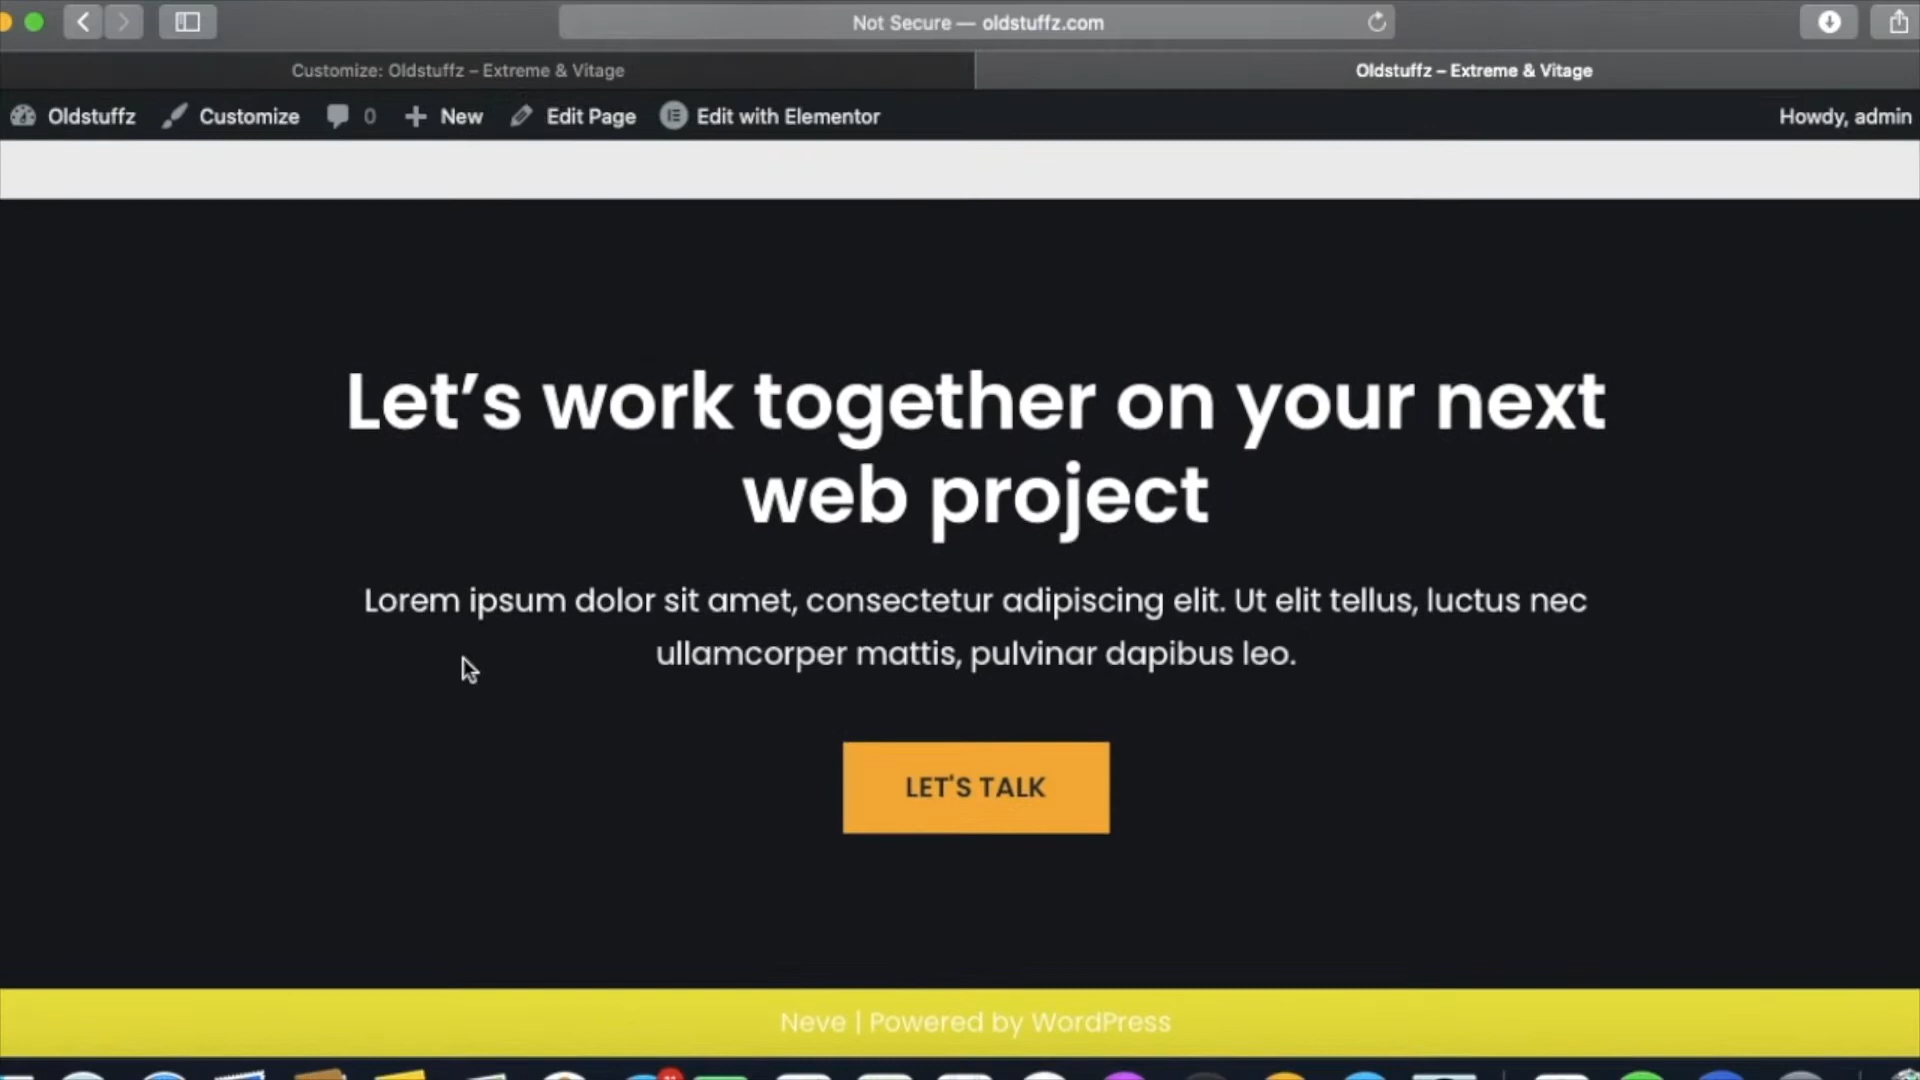 Not Secure — oldstuffz.com
Customize: Oldstuffz – Extreme & Vitage
Oldstuffz – Extreme & Vitage
Oldstuffz Customize 0 New Edit Page Edit with Elementor Howdy, admin
Let’s work together on your next
web project
Lorem ipsum dolor sit amet, consectetur adipiscing elit. Ut elit tellus, luctus nec
ullamcorper mattis, pulvinar dapibus leo.
LET'S TALK
Neve | Powered by WordPress